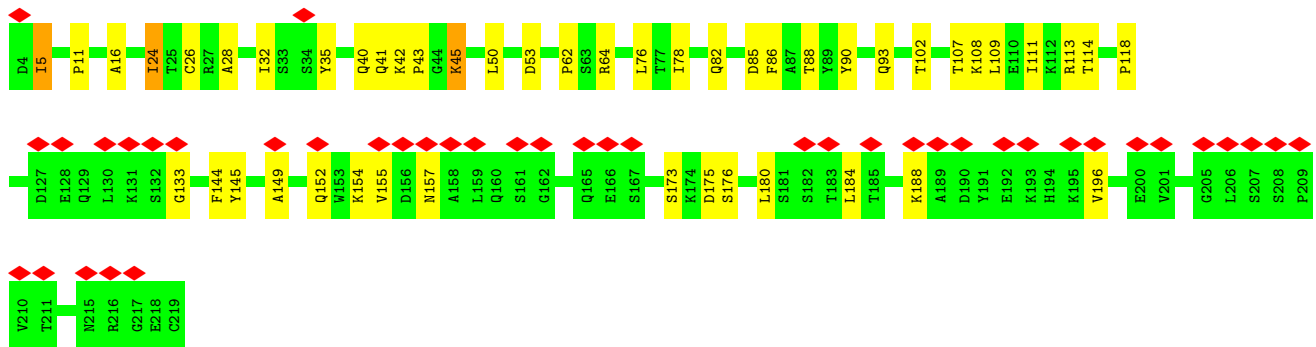 D4 I5 P11 A16 I24 T25 C26 R27 A28 I32 S33 S34 Y35 Q40 Q41 K42 P43 G44 K45 L50 D53 P62 S63 R64 L76 T77 I78 Q82 D85 F86 A87 T88 Y89 Y90 Q93 T102 T107 K108 L109 E110 I111 K112 R113 T114 P118
D127 E128 Q129 L130 K131 S132 G133 F144 Y145 A149 Q152 W153 K154 V155 D156 N157 A158 L159 Q160 S161 G162 Q165 E166 S167 S173 K174 D175 S176 L180 S181 S182 T183 L184 T185 K188 A189 D190 Y191 E192 K193 H194 K195 V196 E200 V201 G205 L206 S207 S208 P209
V210 T211 N215 R216 G217 E218 C219